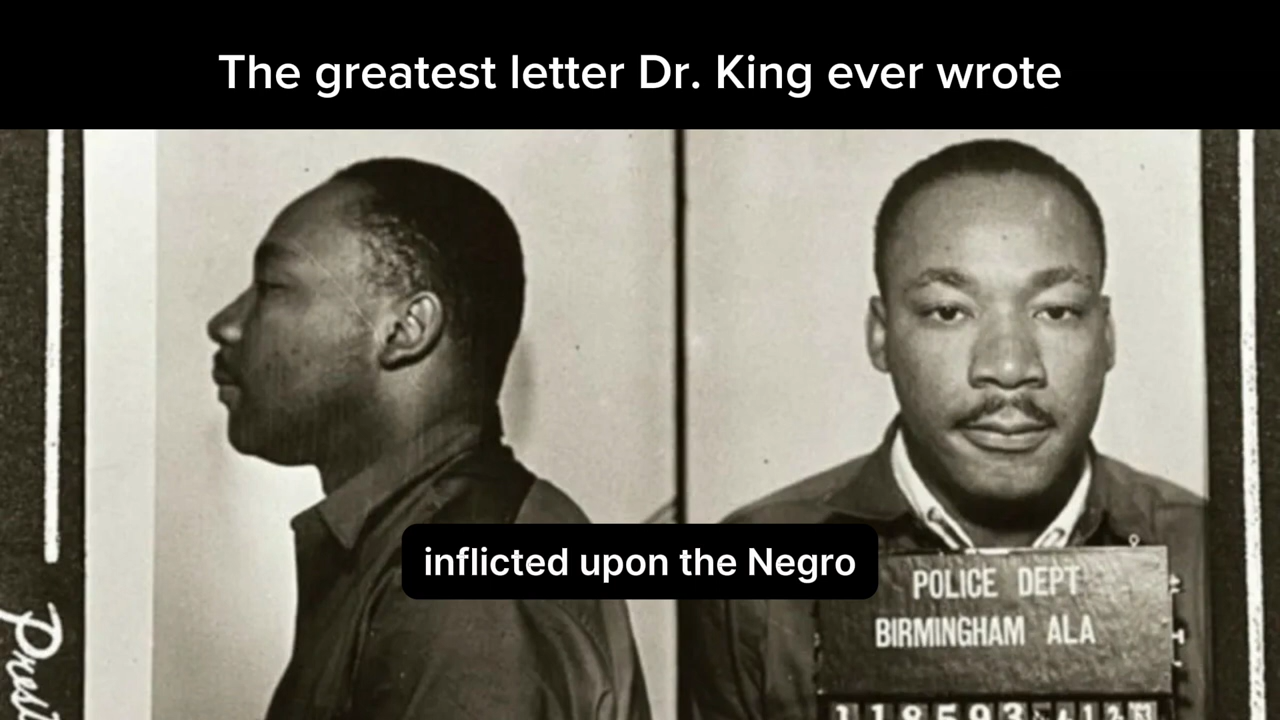 The greatest letter Dr. King ever wrote
inflicted upon the Negro
POLICE DEPT
BIRMINGHAM ALA